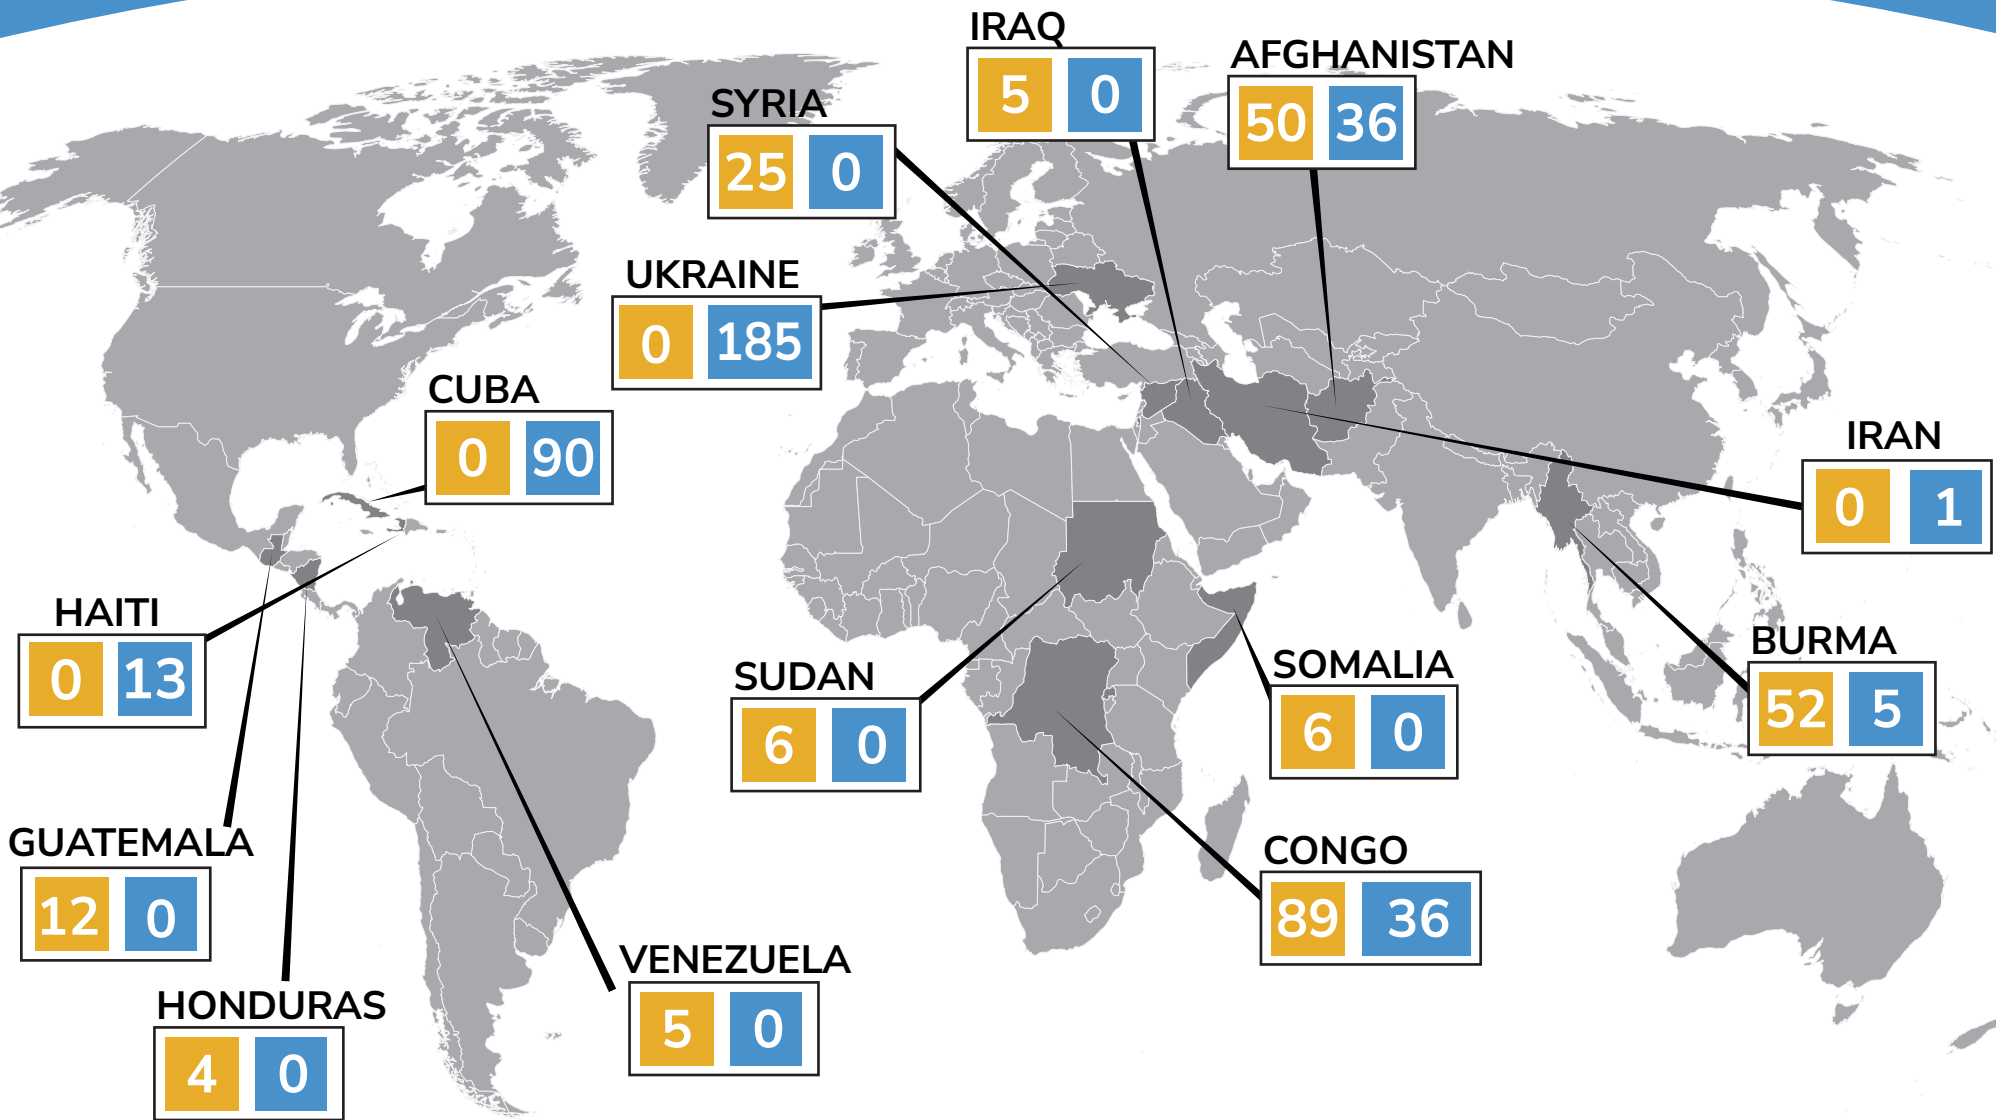 IRAQ
5 0
AFGHANISTAN
50 36
SYRIA
25 0
UKRAINE
0 185
CUBA
0 90
IRAN
0 1
HAITI
0 13
SUDAN
6 0
SOMALIA
6 0
BURMA
52 5
GUATEMALA
12 0
CONGO
89 36
VENEZUELA
5 0
HONDURAS
4 0